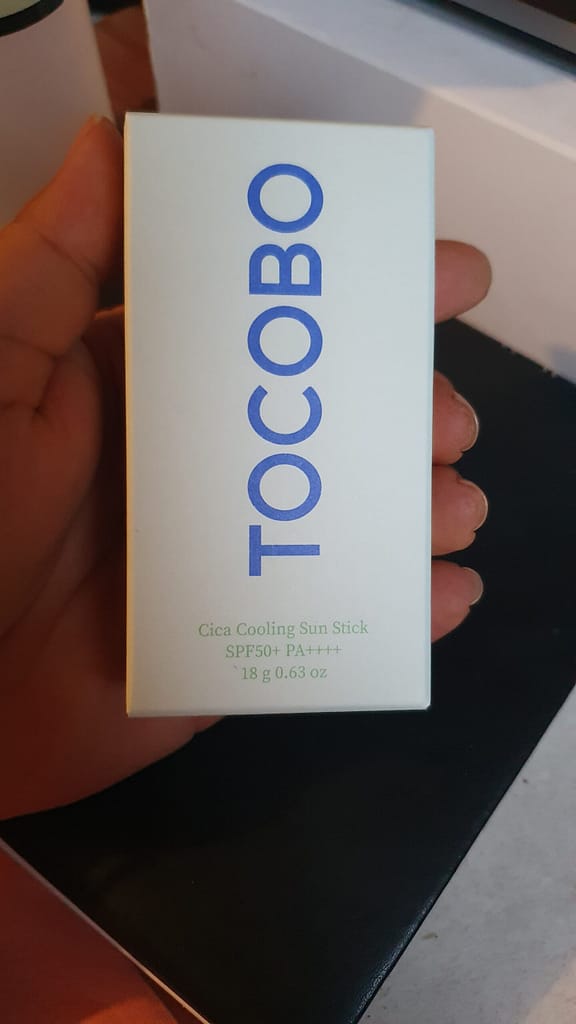 TOCOBO
Cica Cooling Sun Stick
SPF50+ PA++++
18 g 0.63 oz